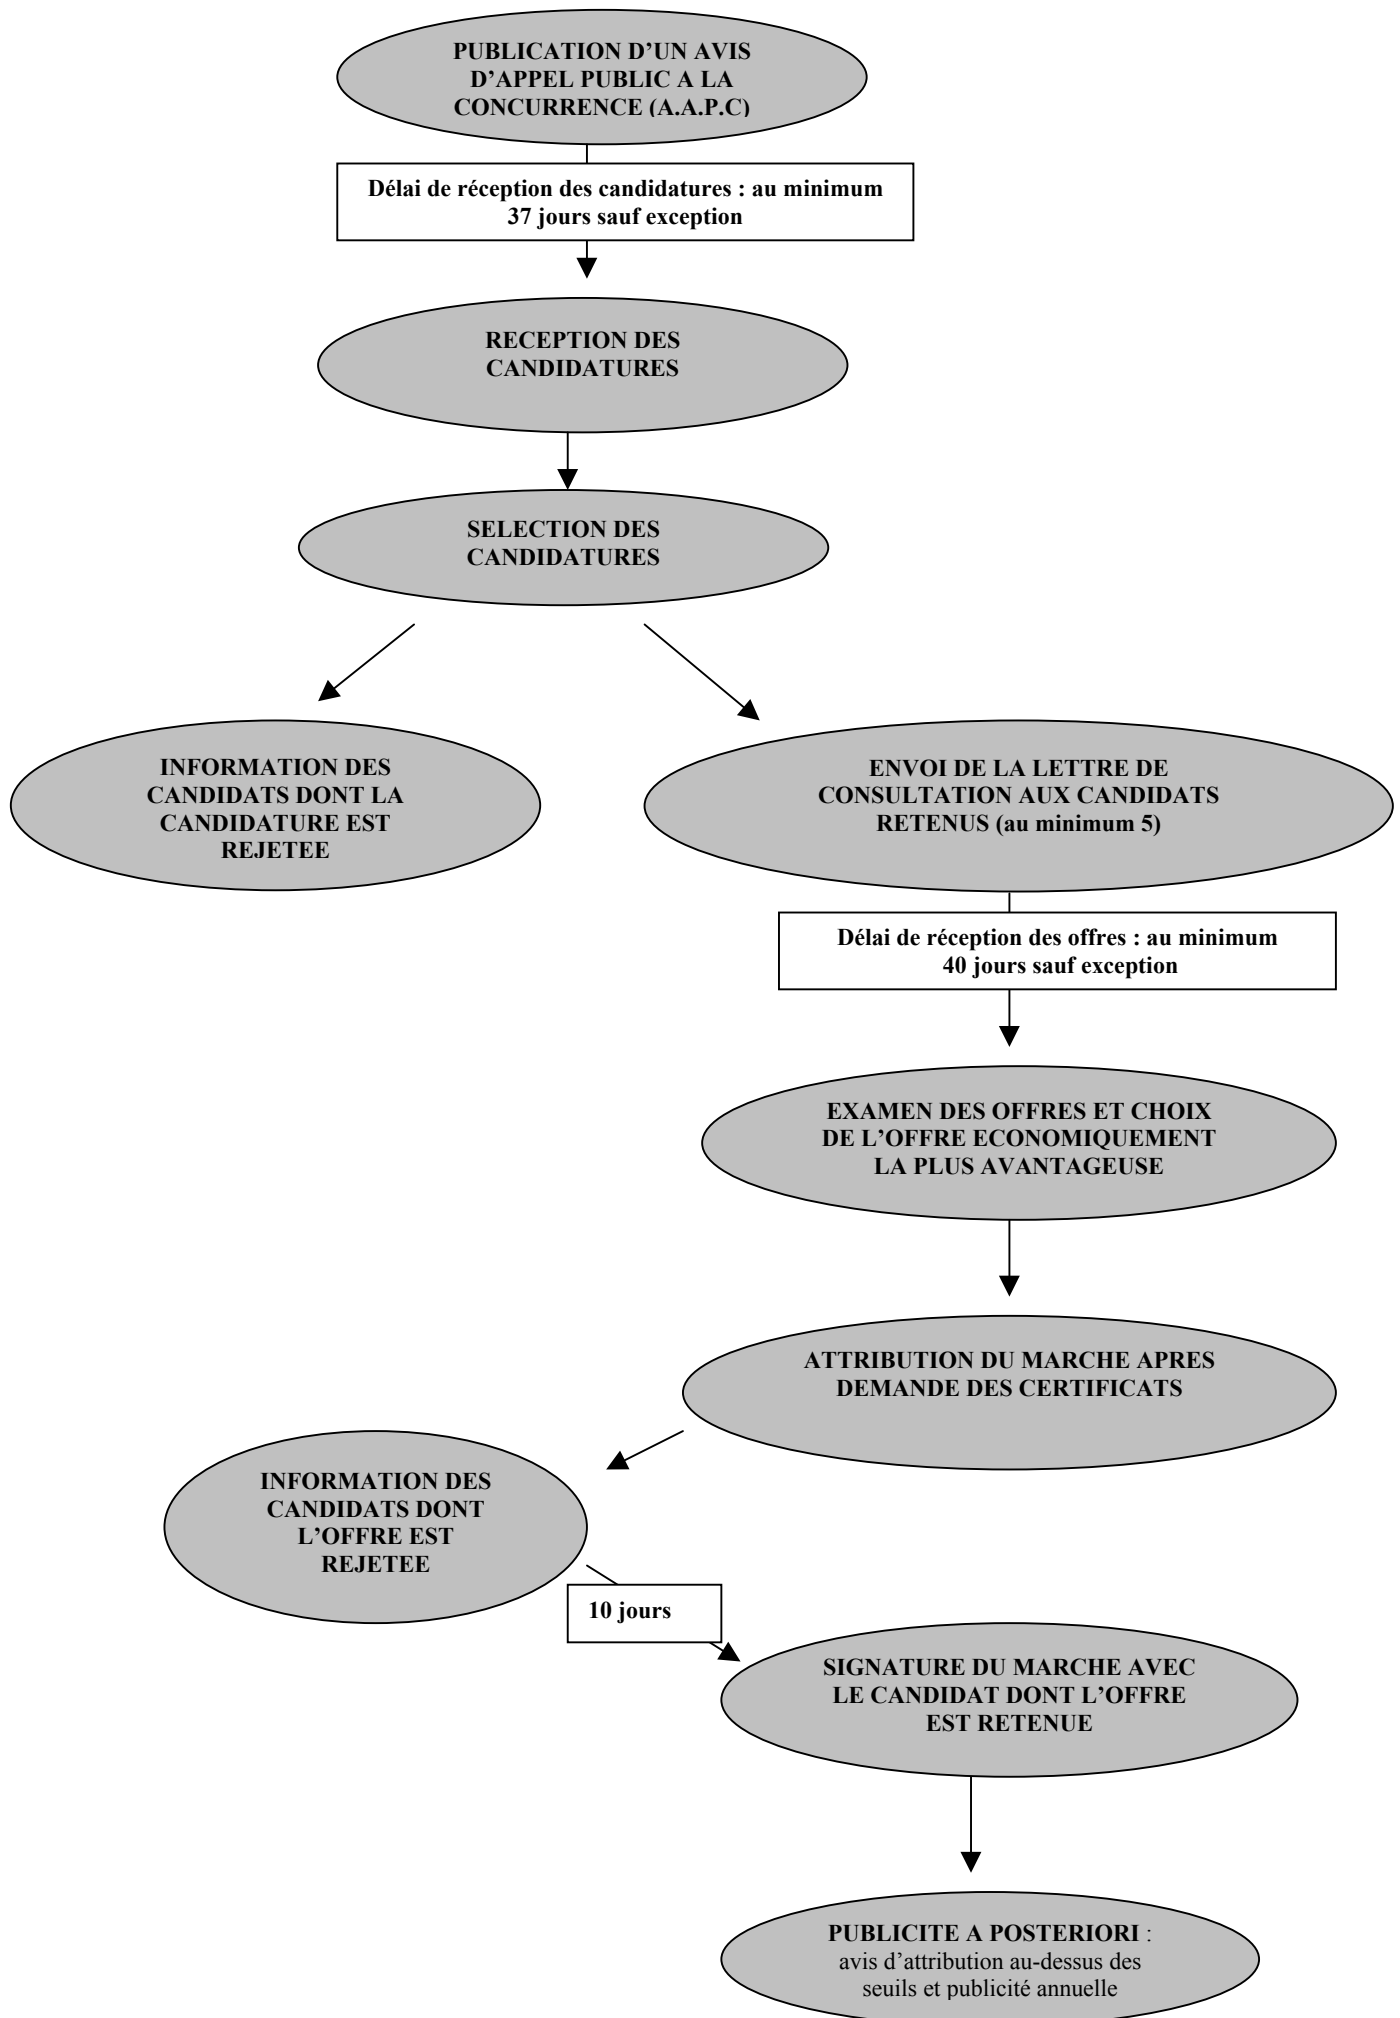 PUBLICATION D’UN AVIS
D’APPEL PUBLIC A LA
CONCURRENCE (A.A.P.C)
Délai de réception des candidatures : au minimum
37 jours sauf exception
RECEPTION DES
CANDIDATURES
SELECTION DES
CANDIDATURES
INFORMATION DES
CANDIDATS DONT LA
CANDIDATURE EST
REJETEE
ENVOI DE LA LETTRE DE
CONSULTATION AUX CANDIDATS
RETENUS (au minimum 5)
Délai de réception des offres : au minimum
40 jours sauf exception
EXAMEN DES OFFRES ET CHOIX
DE L’OFFRE ECONOMIQUEMENT
LA PLUS AVANTAGEUSE
ATTRIBUTION DU MARCHE APRES
DEMANDE DES CERTIFICATS
INFORMATION DES
CANDIDATS DONT
L’OFFRE EST
REJETEE
10 jours
SIGNATURE DU MARCHE AVEC
LE CANDIDAT DONT L’OFFRE
EST RETENUE
PUBLICITE A POSTERIORI :
avis d’attribution au-dessus des
seuils et publicité annuelle